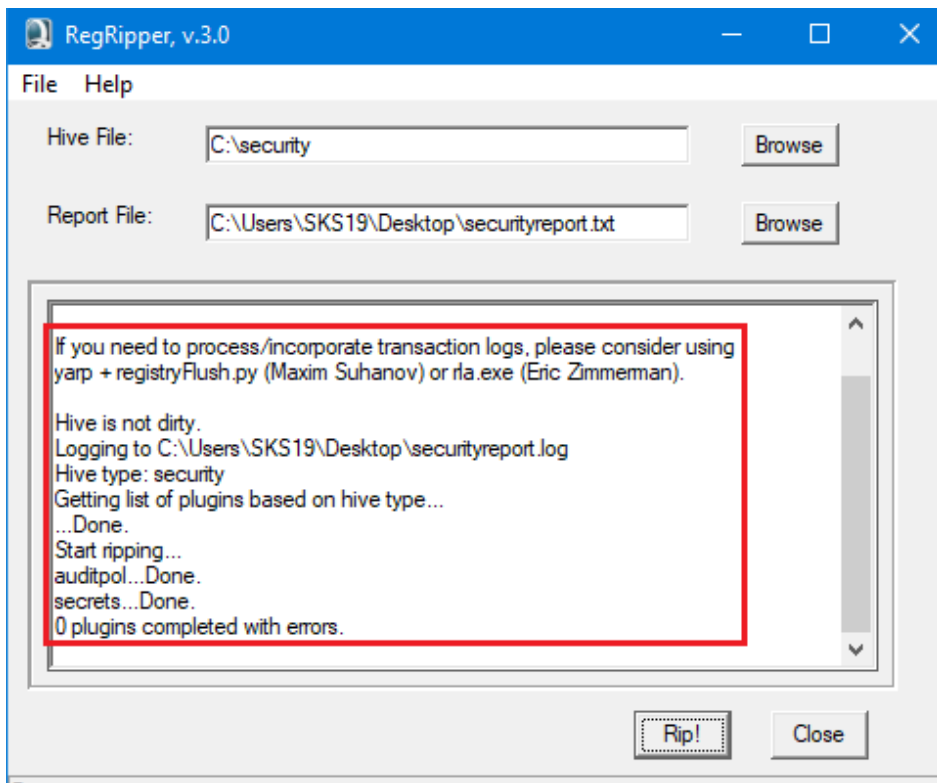 RegRipper, v.3.0
File Help
Hive File: C:\security Browse
Report File: C:\Users\SKS19\Desktop\securityreport.txt Browse
If you need to process/incorporate transaction logs, please consider using
yarp + registryFlush.py (Maxim Suhanov) or rla.exe (Eric Zimmerman).
Hive is not dirty.
Logging to C:\Users\SKS19\Desktop\securityreport.log
Hive type: security
Getting list of plugins based on hive type...
...Done.
Start ripping...
auditpol...Done.
secrets...Done.
0 plugins completed with errors.
Rip! Close